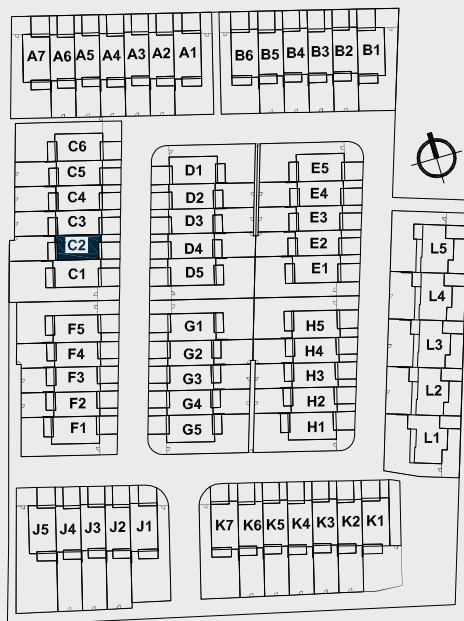 A7 A6 A5 A4 A3 A2 A1
B6 B5 B4 B3 B2 B1
C6
C5
C4
C3
C2
C1
D1
D2
D3
D4
D5
E5
E4
E3
E2
E1
F5
F4
F3
F2
F1
G1
G2
G3
G4
G5
H5
H4
H3
H2
H1
L5
L4
L3
L2
L1
J5 J4 J3 J2 J1
K7 K6 K5 K4 K3 K2 K1